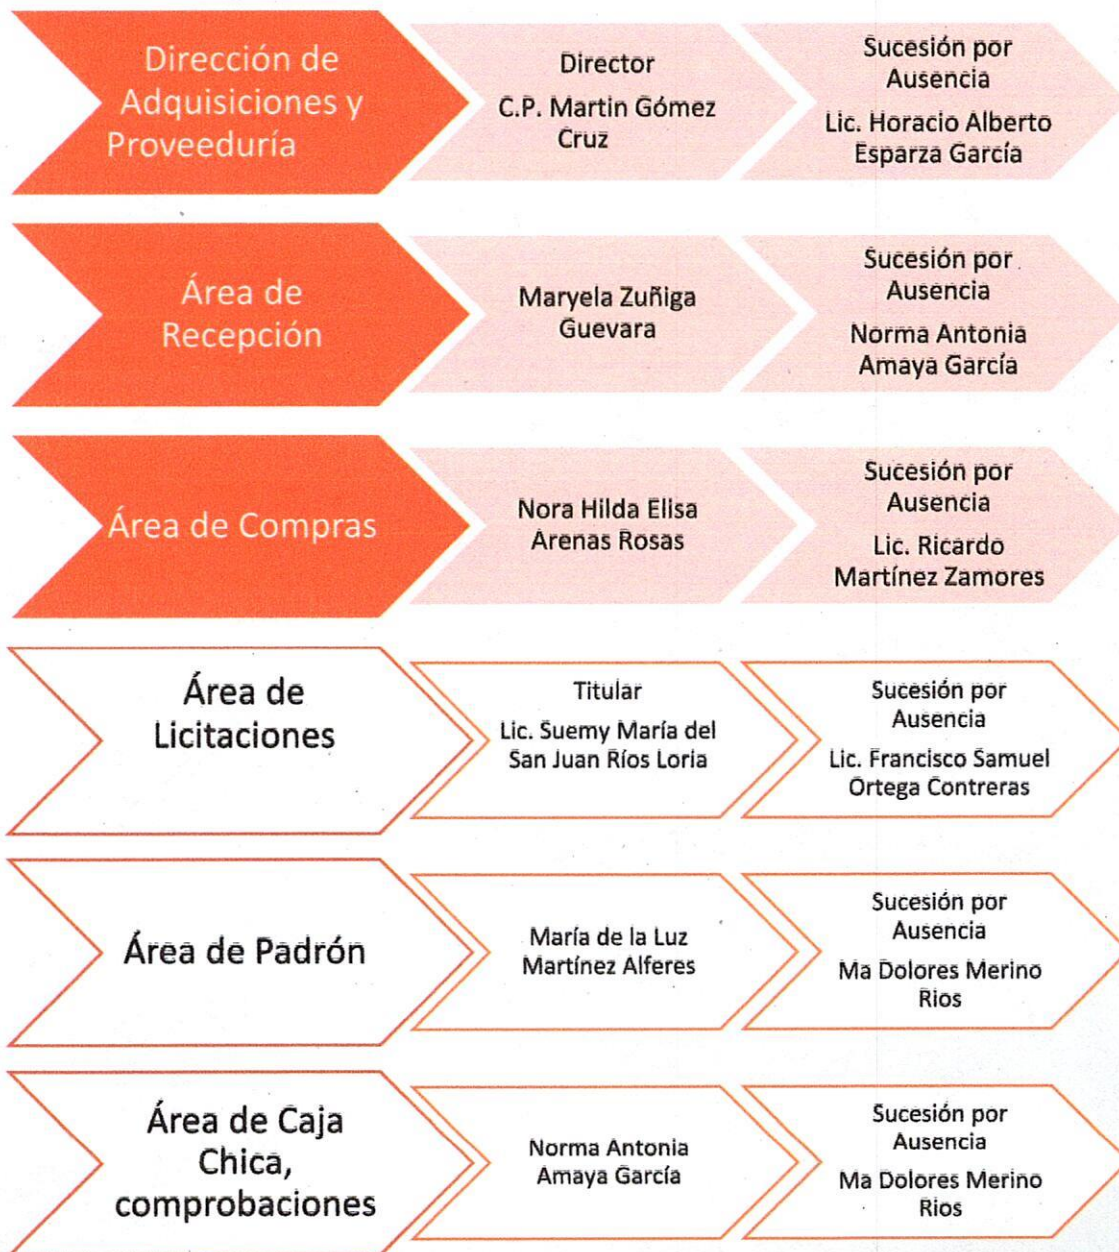 Dirección de
Adquisiciones y
Proveeduría
Director
C.P. Martin Gómez
Cruz
Sucesión por
Ausencia
Lic. Horacio Alberto
Esparza García
Área de
Recepción
Maryela Zuñiga
Guevara
Sucesión por
Ausencia
Norma Antonia
Amaya García
Área de Compras
Nora Hilda Elisa
Arenas Rosas
Sucesión por
Ausencia
Lic. Ricardo
Martínez Zamores
Área de
Licitaciones
Titular
Lic. Suemy María del
San Juan Ríos Loria
Sucesión por
Ausencia
Lic. Francisco Samuel
Ortega Contreras
Área de Padrón
María de la Luz
Martínez Alferes
Sucesión por
Ausencia
Ma Dolores Merino
Rios
Área de Caja
Chica,
comprobaciones
Norma Antonia
Amaya García
Sucesión por
Ausencia
Ma Dolores Merino
Rios